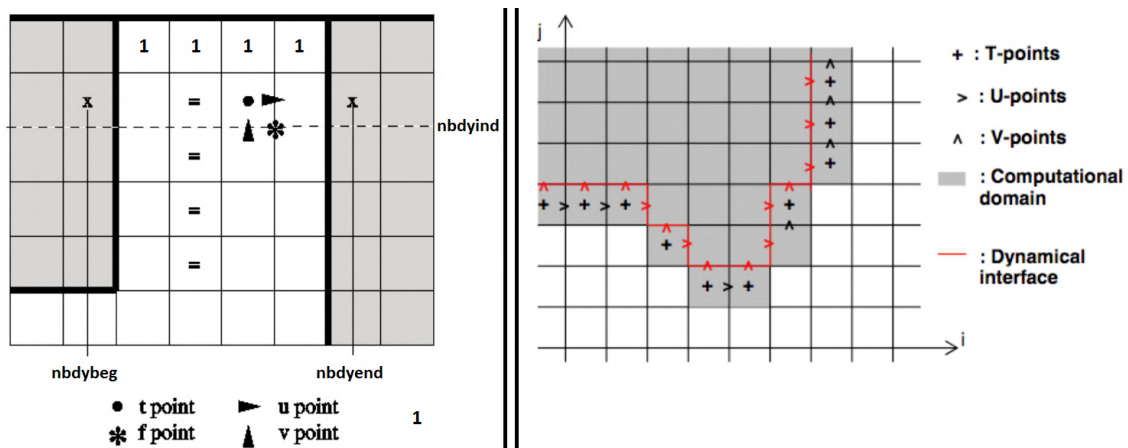 1 1 1 1
= x x
nbdyind
=
=
=
nbdybeg nbdyend
t point u point
f point v point
1
j
i
+ : T-points
> : U-points
^ : V-points
: Computational
domain
: Dynamical
interface
> ^
> +
^
> +
^
^ ^ ^ > +
+ > + > + > > ^ +
^ > > ^
+
^ ^
+ > +